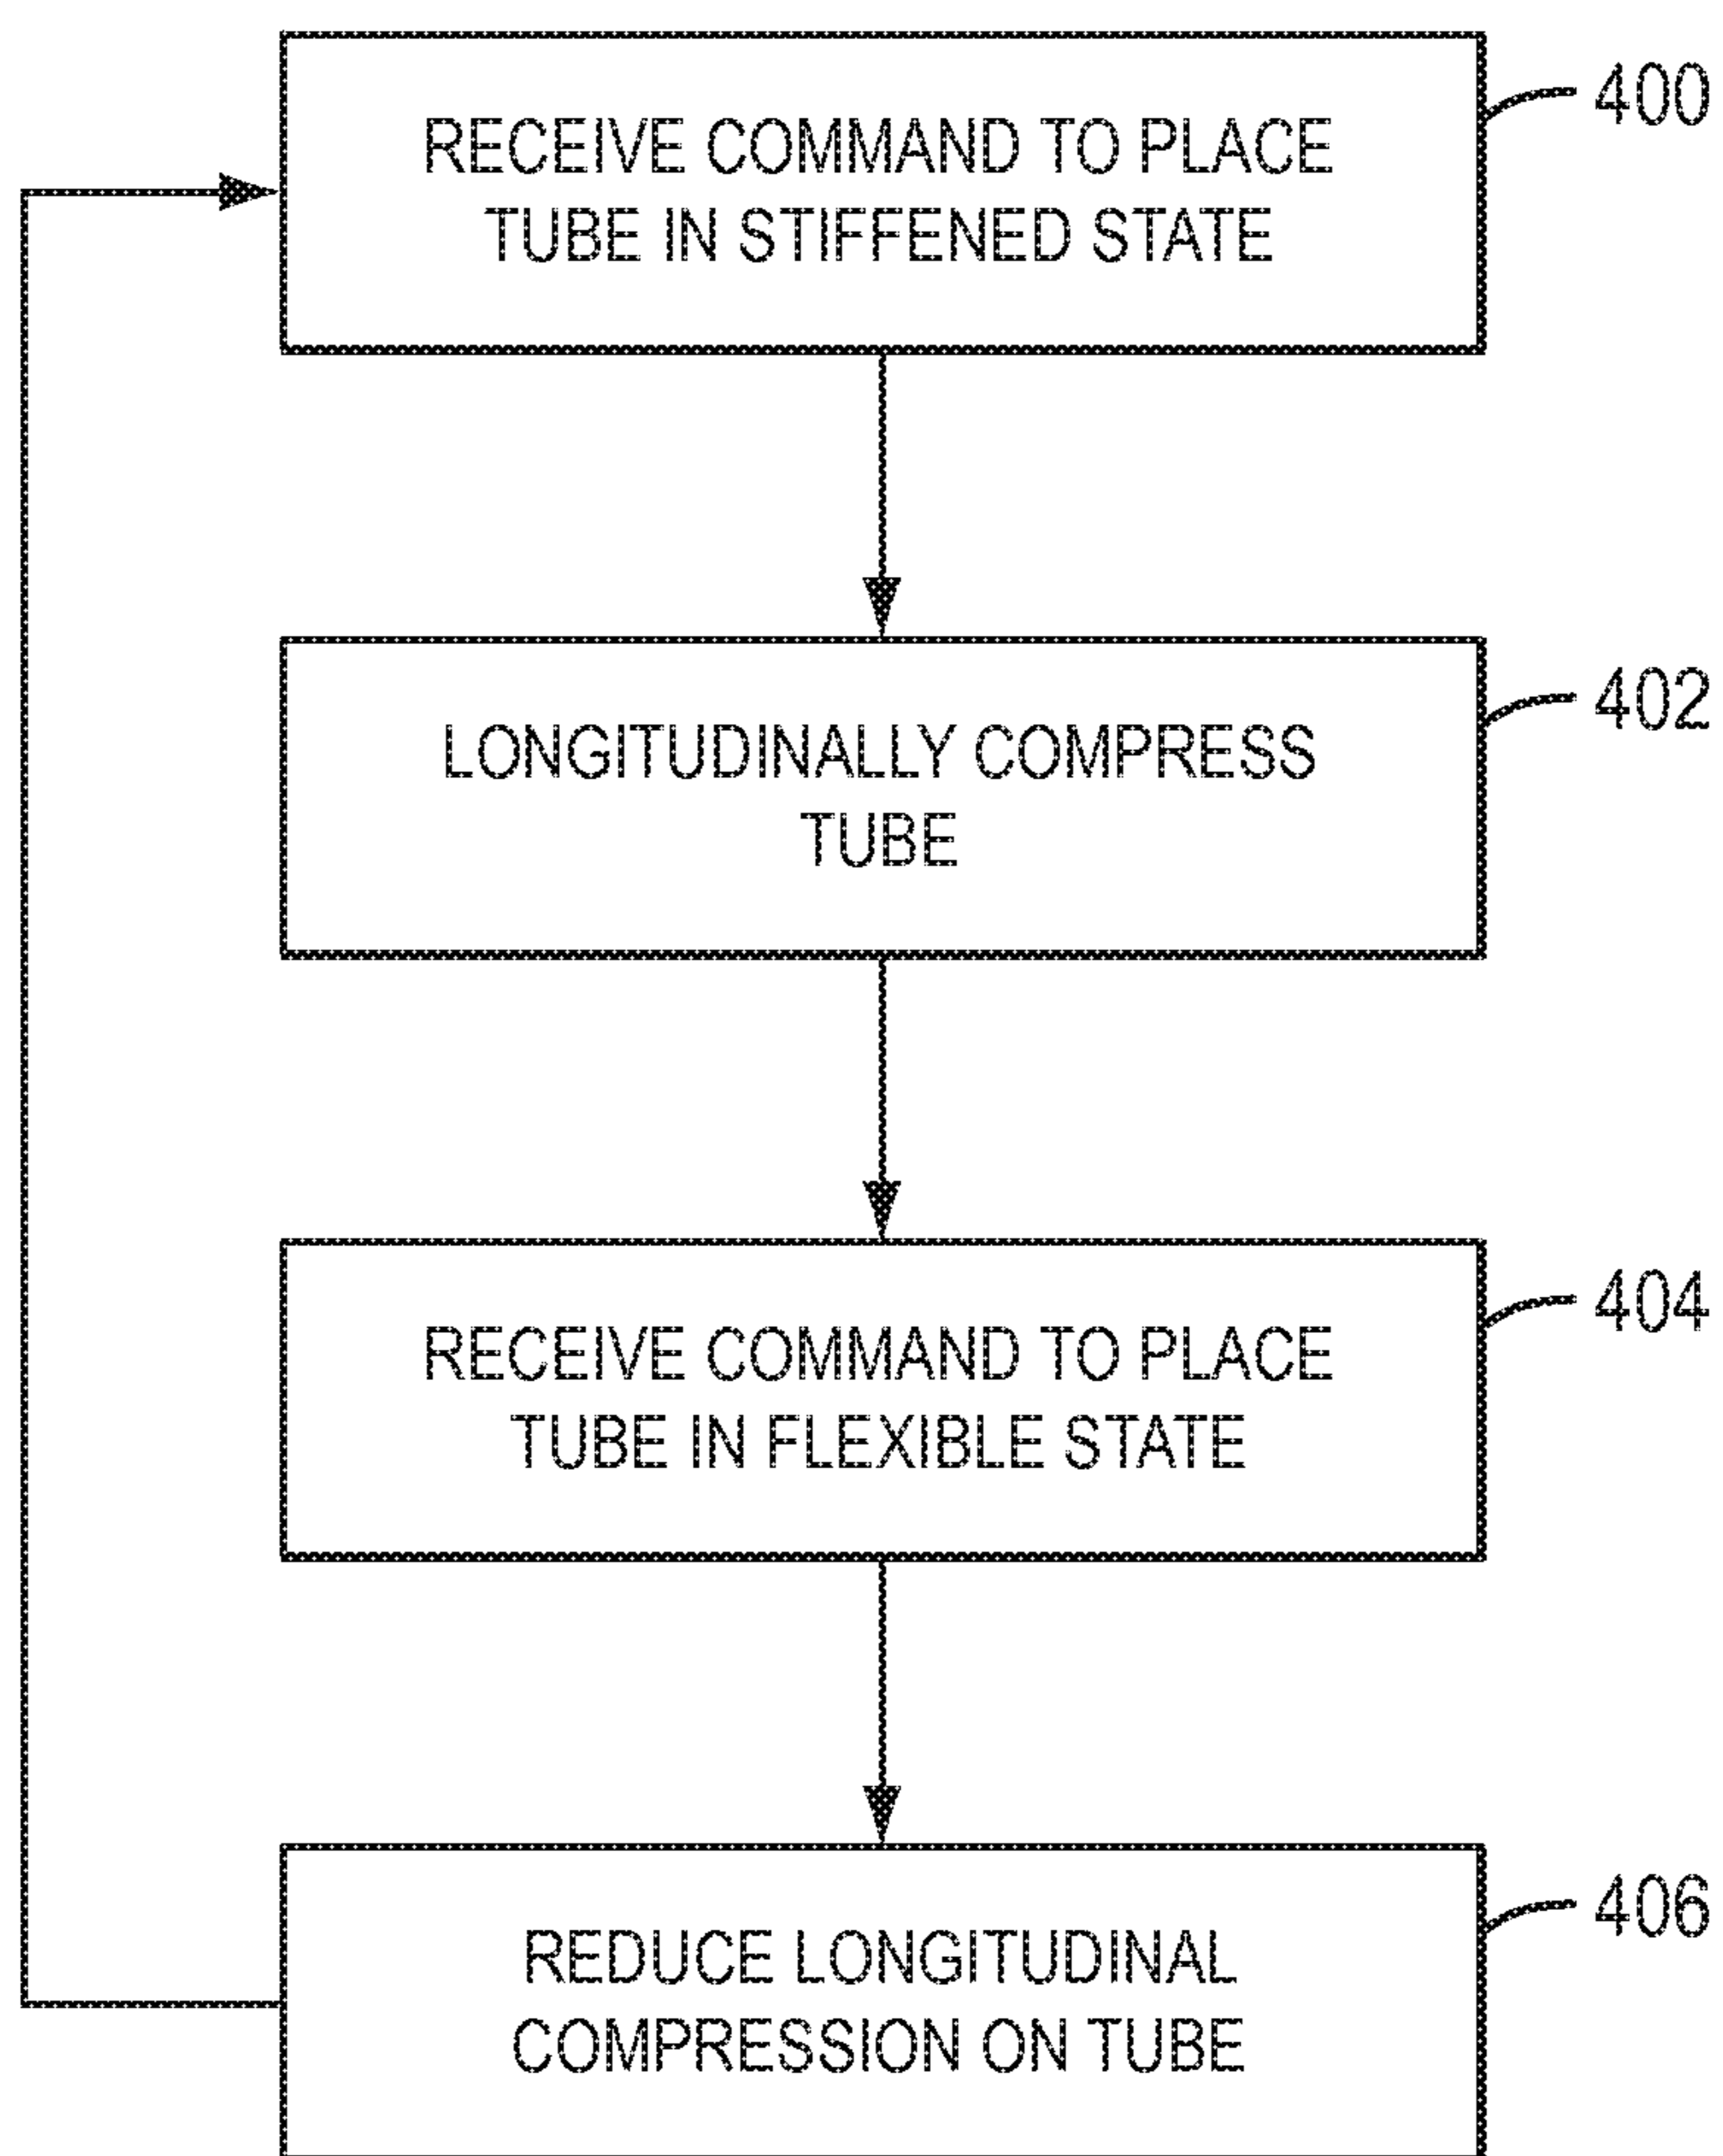 RECEIVE COMMAND TO PLACE
TUBE IN STIFFENED STATE
400
LONGITUDINALLY COMPRESS
TUBE
402
RECEIVE COMMAND TO PLACE
TUBE IN FLEXIBLE STATE
404
REDUCE LONGITUDINAL
COMPRESSION ON TUBE
406